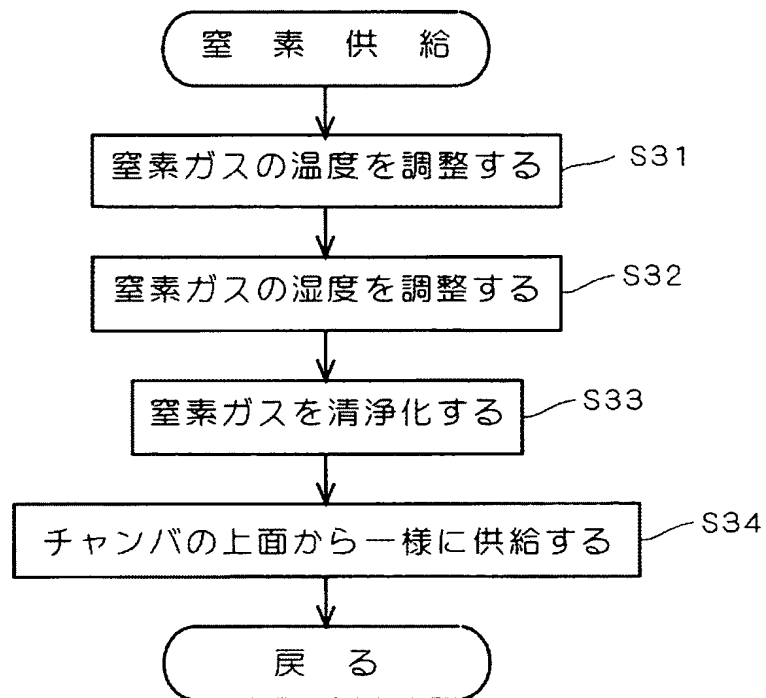 窒素供給
窒素ガスの温度を調整する
S31
窒素ガスの湿度を調整する
S32
窒素ガスを清浄化する
S33
チャンバの上面から一様に供給する
S34
戻る